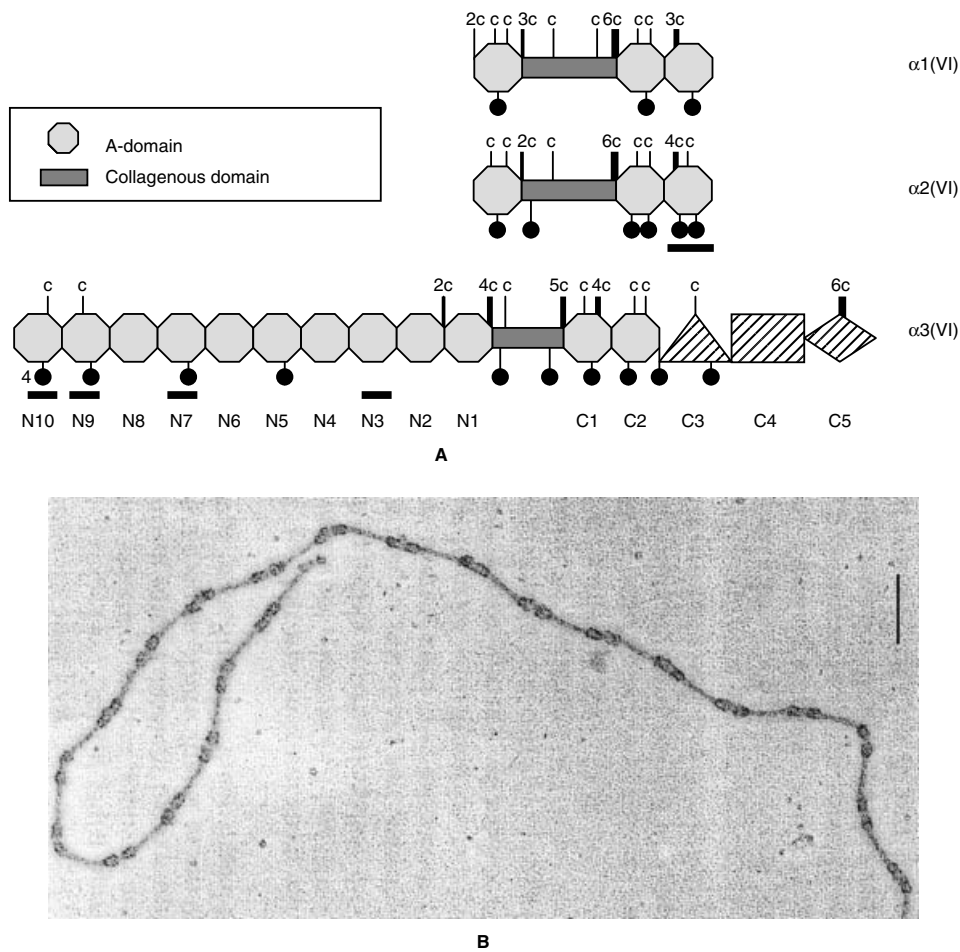 2c c c 3c c c 6c c c 3c
α1(VI)
A-domain
Collagenous domain
c c 2c c 6c c c 4c c
α2(VI)
c c 2c 4c c 5c c 4c c c c 6c
α3(VI)
4
N10 N9 N8 N7 N6 N5 N4 N3 N2 N1 C1 C2 C3 C4 C5
A
B